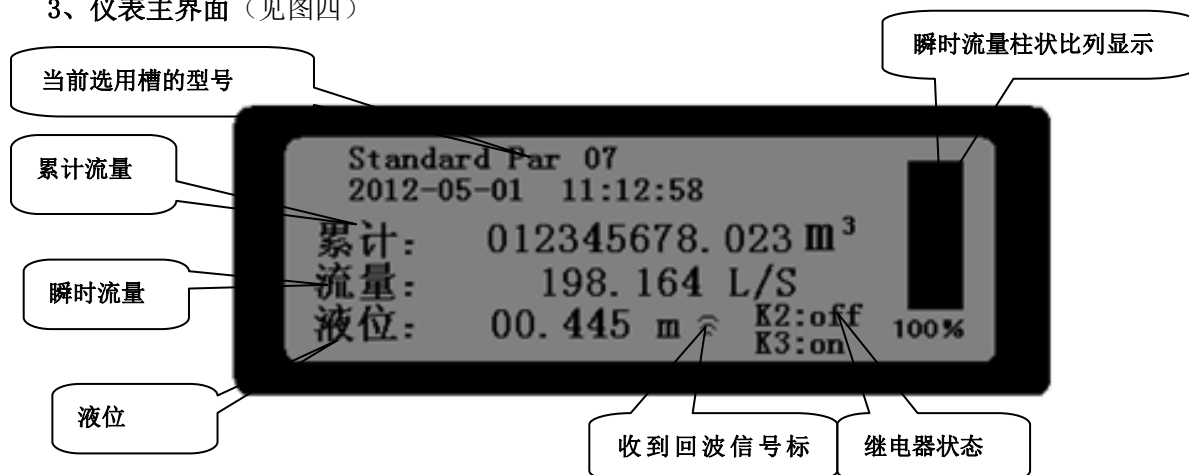 3、仪表主界面（见图四）
瞬时流量柱状比列显示
当前选用槽的型号
累计流量
Standard Par 07
2012-05-01 11:12:58
累计: 012345678.023 m³
瞬时流量
流量: 198.164 L/S
液位: 00.445 m
K2:off
K3:on
100%
液位
收到回波信号标
继电器状态